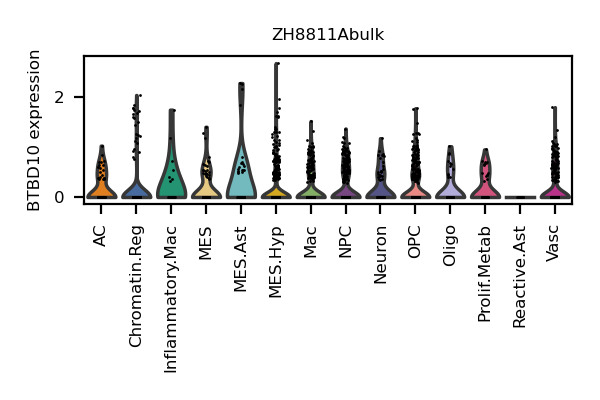 ZH8811Abulk
BTBD10 expression
2
0
AC
Chromatin.Reg
Inflammatory.Mac
MES
MES.Ast
MES.Hyp
Mac
NPC
Neuron
OPC
Oligo
Prolif.Metab
Reactive.Ast
Vasc